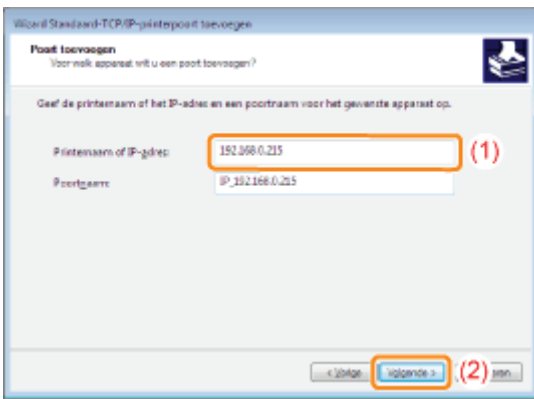 Wizard Standaard-TCP/IP-printerpoort toevoegen
Poort toevoegen
Voor welk apparaat wilt u een poort toevoegen?
Geef de printernaam of het IP-adres en een poortnaam voor het gewenste apparaat op.
Printernaam of IP-adres: 192.168.0.215 (1)
Poortnaam: IP_192.168.0.215
< Vorige Volgende > (2)